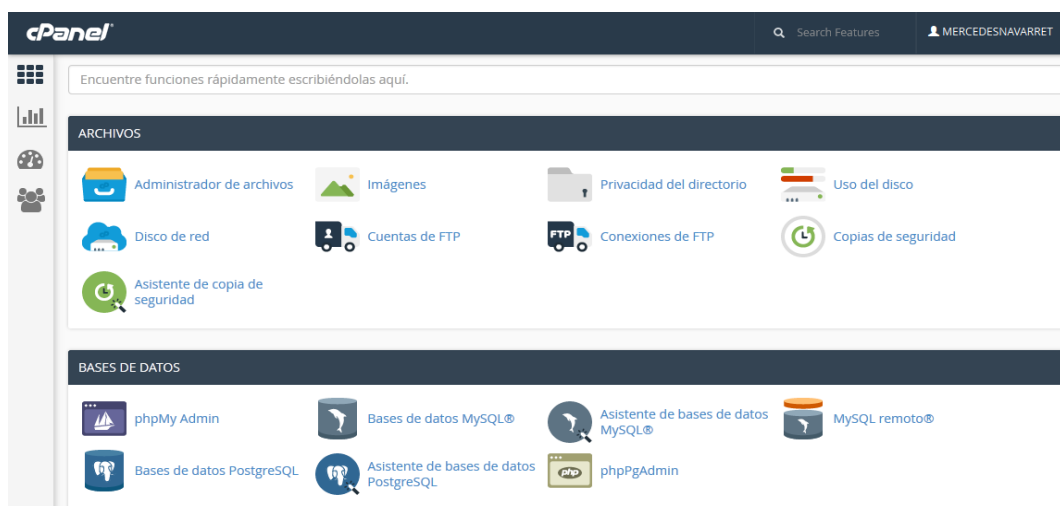 cPanel®
Search Features
MERCEDESNAVARRET
Encuentre funciones rápidamente escribiéndolas aquí.
ARCHIVOS
Administrador de archivos
Imágenes
Privacidad del directorio
Uso del disco
Disco de red
Cuentas de FTP
FTP
Conexiones de FTP
Copias de seguridad
Asistente de copia de
seguridad
BASES DE DATOS
phpMy Admin
Bases de datos MySQL®
Asistente de bases de datos
MySQL®
MySQL remoto®
Bases de datos PostgreSQL
Asistente de bases de datos
PostgreSQL
php
phpPgAdmin